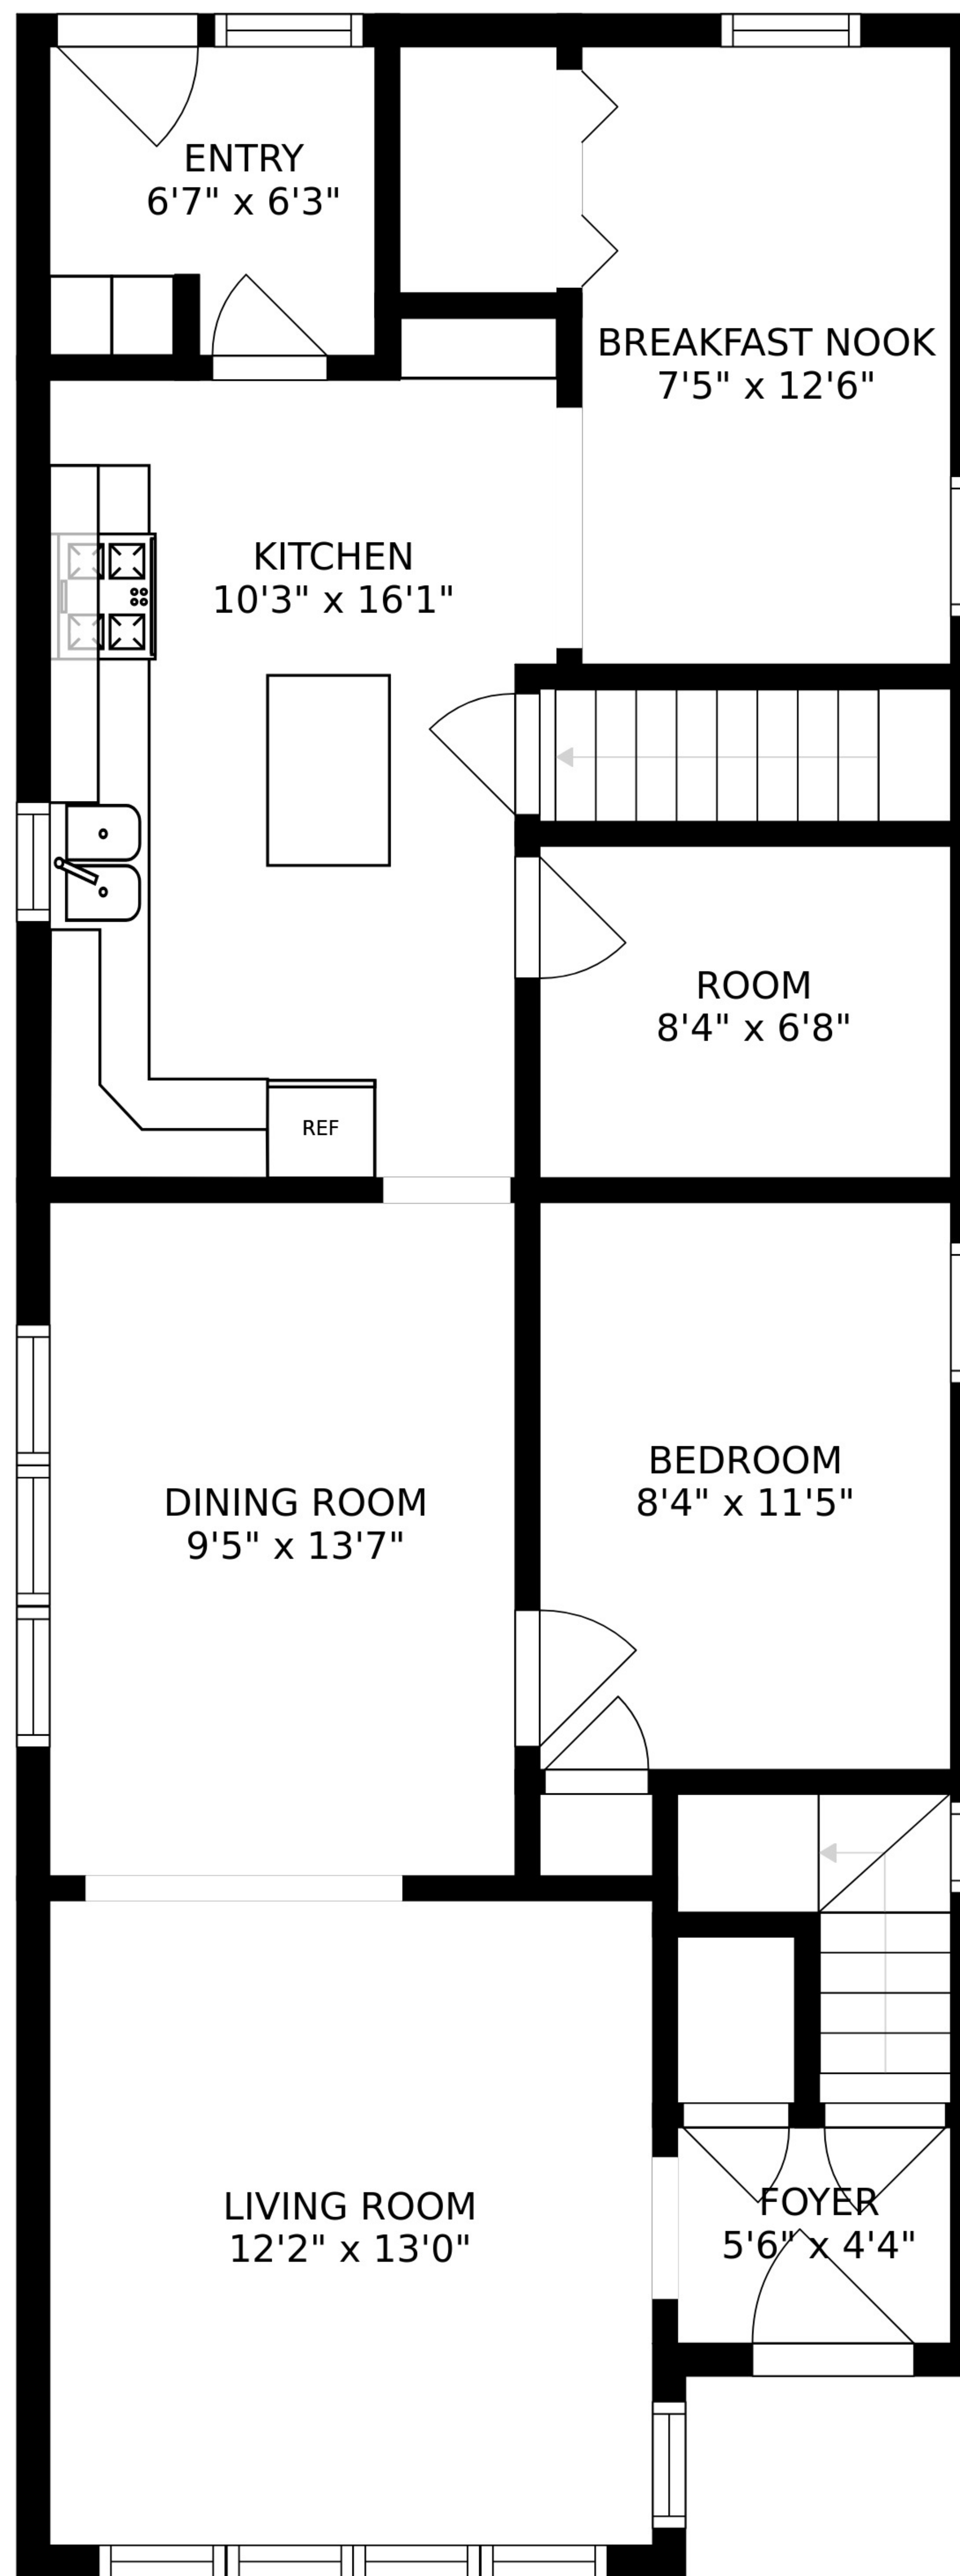 ENTRY
6'7" x 6'3"
BREAKFAST NOOK
7'5" x 12'6"
KITCHEN
10'3" x 16'1"
ROOM
8'4" x 6'8"
REF
BEDROOM
8'4" x 11'5"
DINING ROOM
9'5" x 13'7"
LIVING ROOM
12'2" x 13'0"
FOYER
5'6" x 4'4"